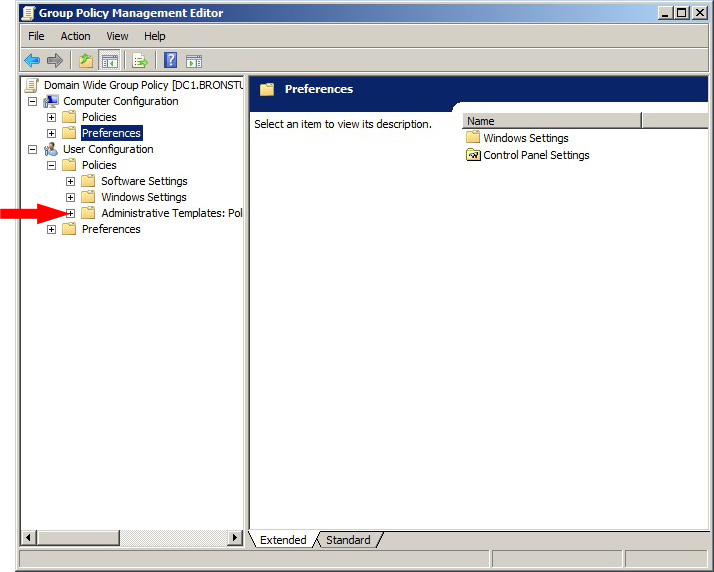 Group Policy Management Editor
File Action View Help
Domain Wide Group Policy [DC1.BRONSTU
Computer Configuration
Policies
Preferences
User Configuration
Policies
Software Settings
Windows Settings
Administrative Templates: Pol
Preferences
Preferences
Select an item to view its description.
Name
Windows Settings
Control Panel Settings
Extended Standard